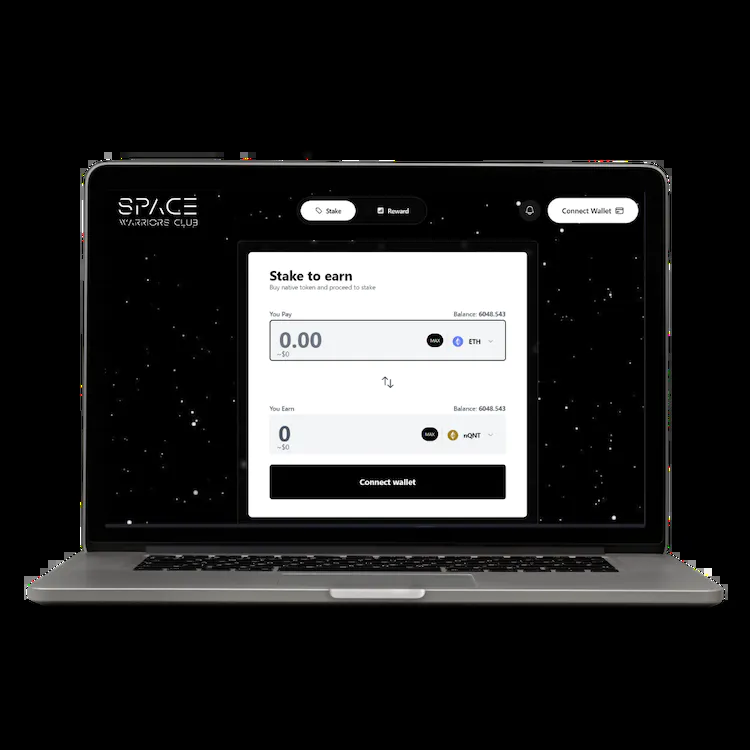 SPACE
WARRIORS CLUB
Stake
Reward
Connect Wallet
Stake to earn
Buy native token and proceed to stake
You Pay
Balance: 6048.543
0.00
MAX
ETH
~$0
You Earn
Balance: 6048.543
0
MAX
nQNT
~$0
Connect wallet